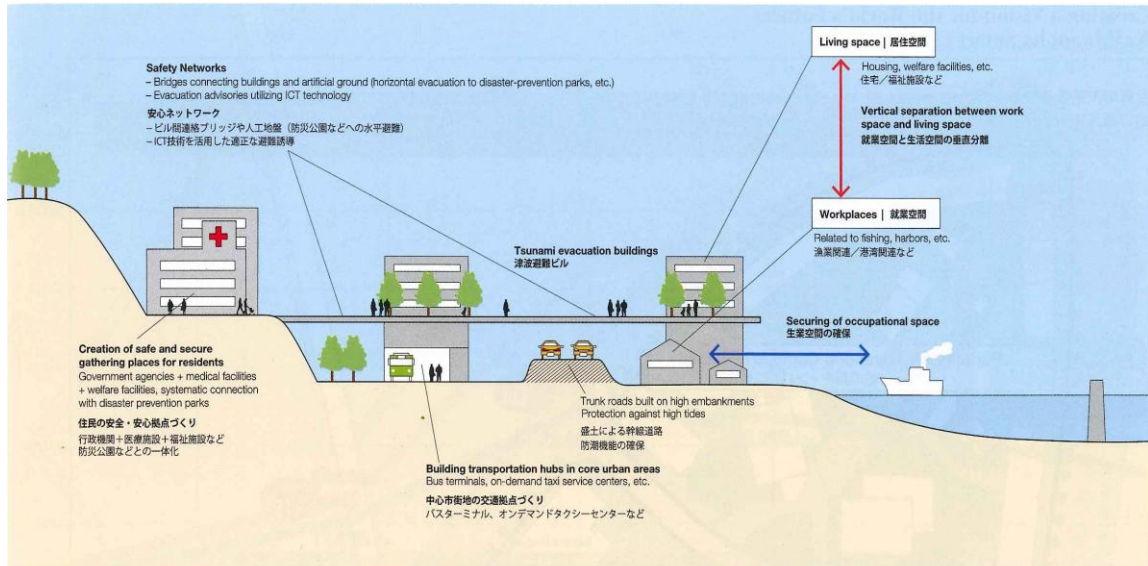 Safety Networks
– Bridges connecting buildings and artificial ground (horizontal evacuation to disaster-prevention parks, etc.)
– Evacuation advisories utilizing ICT technology
安心ネットワーク
– ビル間連絡ブリッジや人工地盤（防災公園などへの水平避難）
– ICT技術を活用した適正な避難誘導
Living space | 居住空間
Housing, welfare facilities, etc.
住宅／福祉施設など
Vertical separation between work
space and living space
就業空間と生活空間の垂直分離
Workplaces | 就業空間
Related to fishing, harbors, etc.
漁業関連／港湾関連など
Tsunami evacuation buildings
津波避難ビル
Securing of occupational space
生業空間の確保
Creation of safe and secure
gathering places for residents
Government agencies + medical facilities
+ welfare facilities, systematic connection
with disaster prevention parks
住民の安全・安心拠点づくり
行政機関＋医療施設＋福祉施設など
防災公園などとの一体化
Trunk roads built on high embankments
Protection against high tides
盛土による幹線道路
防潮機能の確保
Building transportation hubs in core urban areas
Bus terminals, on-demand taxi service centers, etc.
中心市街地の交通拠点づくり
バスターミナル、オンデマンドタクシーセンターなど